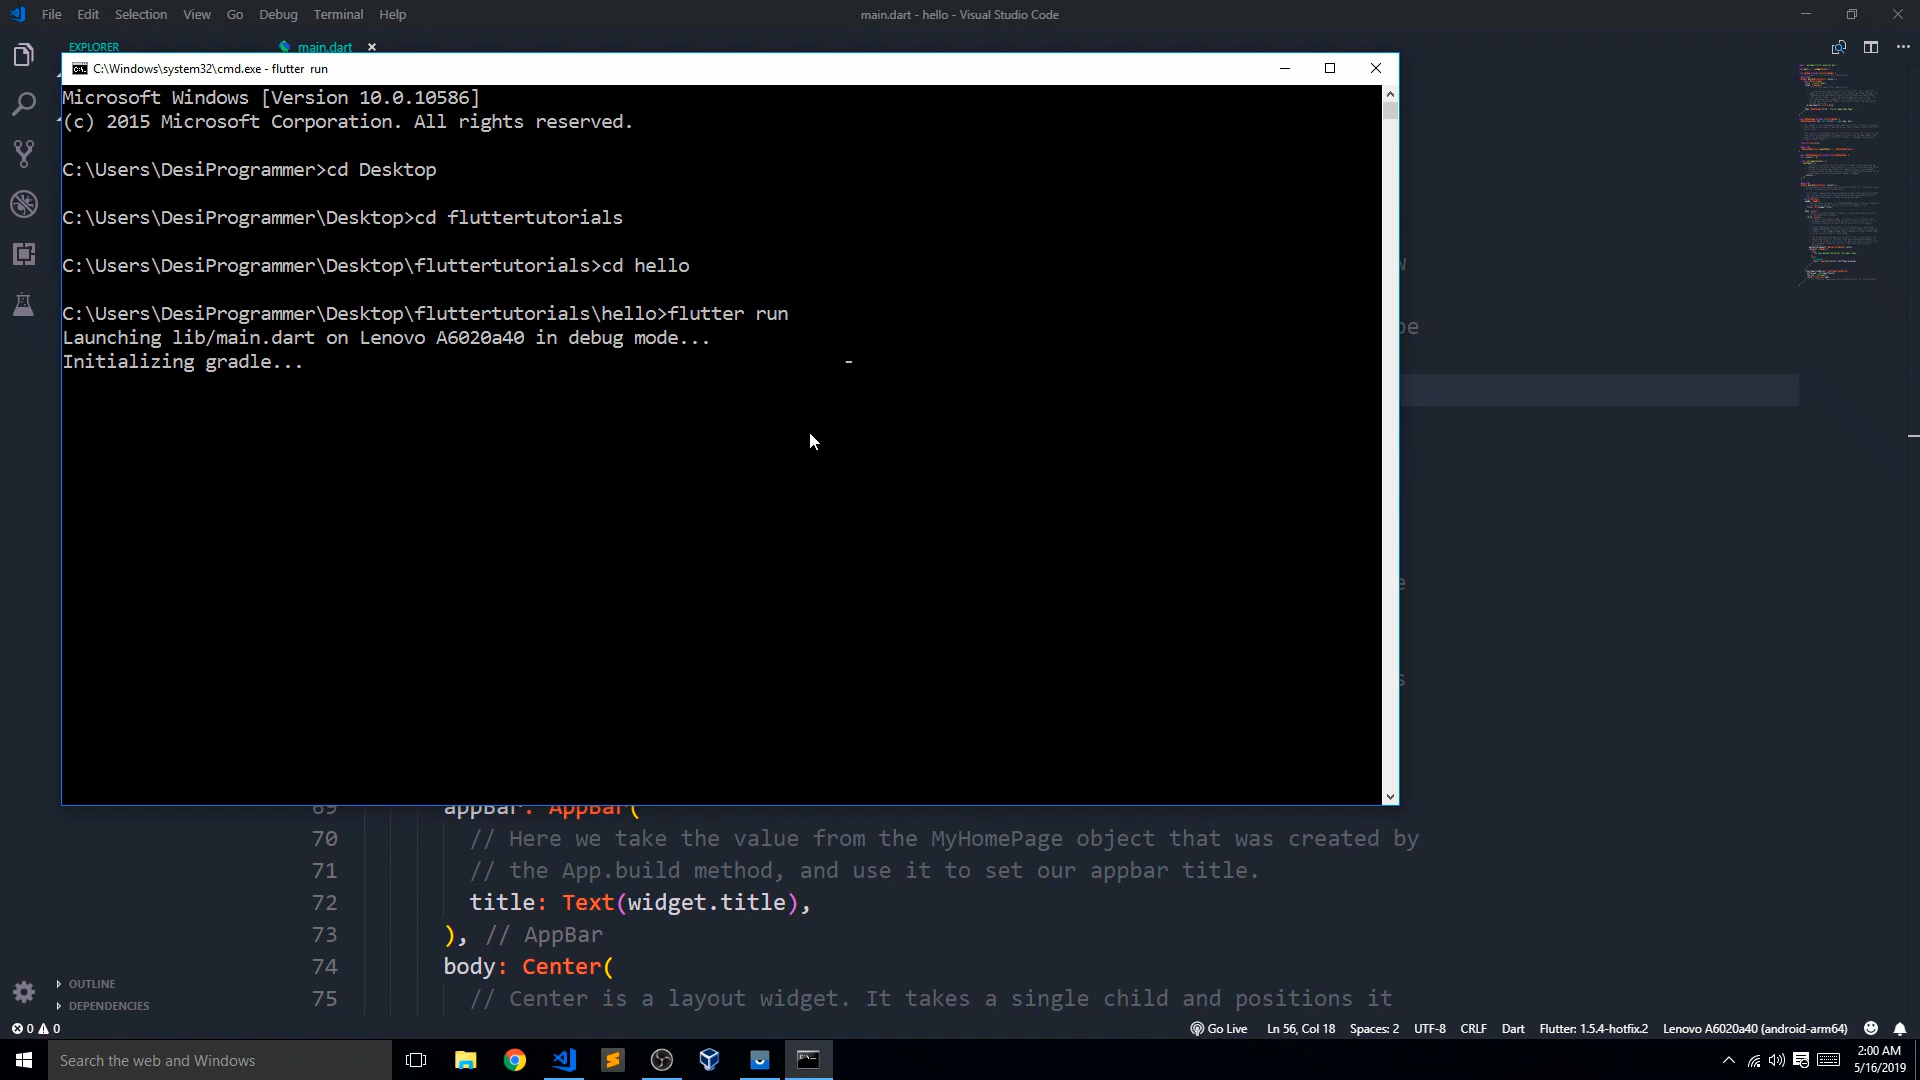 File Edit Selection View Go Debug Terminal Help
main.dart - hello - Visual Studio Code
EXPLORER
main.dart
C:\Windows\system32\cmd.exe - flutter run
Microsoft Windows [Version 10.0.10586]
(c) 2015 Microsoft Corporation. All rights reserved.
C:\Users\DesiProgrammer>cd Desktop
C:\Users\DesiProgrammer\Desktop>cd fluttertutorials
C:\Users\DesiProgrammer\Desktop\fluttertutorials>cd hello
C:\Users\DesiProgrammer\Desktop\fluttertutorials\hello>flutter run
Launching lib/main.dart on Lenovo A6020a40 in debug mode...
Initializing gradle... -
69 appBar: AppBar(
70 // Here we take the value from the MyHomePage object that was created by
71 // the App.build method, and use it to set our appbar title.
72 title: Text(widget.title),
73 ), // AppBar
74 body: Center(
75 // Center is a layout widget. It takes a single child and positions it
OUTLINE
DEPENDENCIES
0 0
Go Live Ln 56, Col 18 Spaces: 2 UTF-8 CRLF Dart Flutter: 1.5.4-hotfix.2 Lenovo A6020a40 (android-arm64)
Search the web and Windows
2:00 AM
5/16/2019